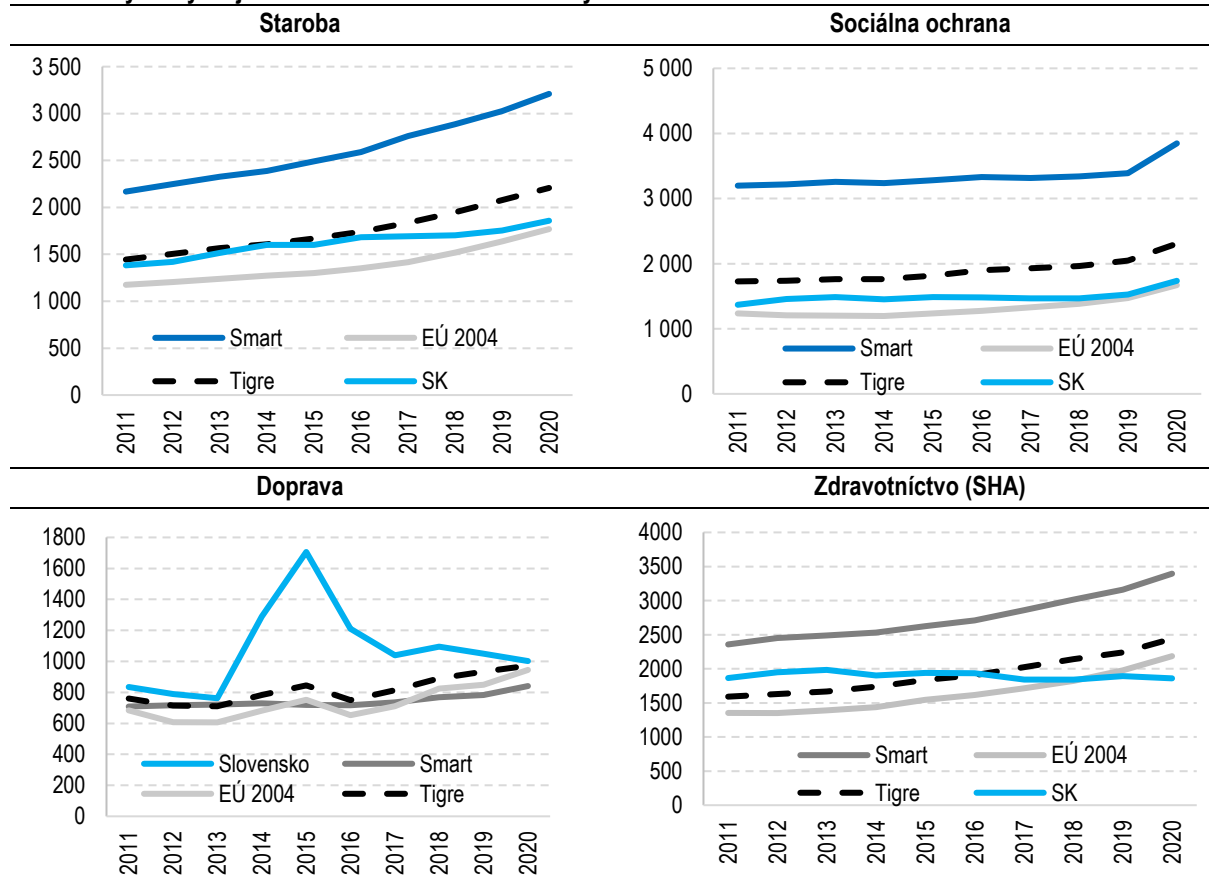 Staroba
Sociálna ochrana
3 500
3 000
2 500
2 000
1 500
1 000
500
0
Smart
EÚ 2004
Tigre
SK
2011 2012 2013 2014 2015 2016 2017 2018 2019 2020
5 000
4 000
3 000
2 000
1 000
0
Smart
EÚ 2004
Tigre
SK
2011 2012 2013 2014 2015 2016 2017 2018 2019 2020
Doprava
Zdravotníctvo (SHA)
1800
1600
1400
1200
1000
800
600
400
200
0
Slovensko
Smart
EÚ 2004
Tigre
2011 2012 2013 2014 2015 2016 2017 2018 2019 2020
4000
3500
3000
2500
2000
1500
1000
500
0
Smart
EÚ 2004
Tigre
SK
2011 2012 2013 2014 2015 2016 2017 2018 2019 2020